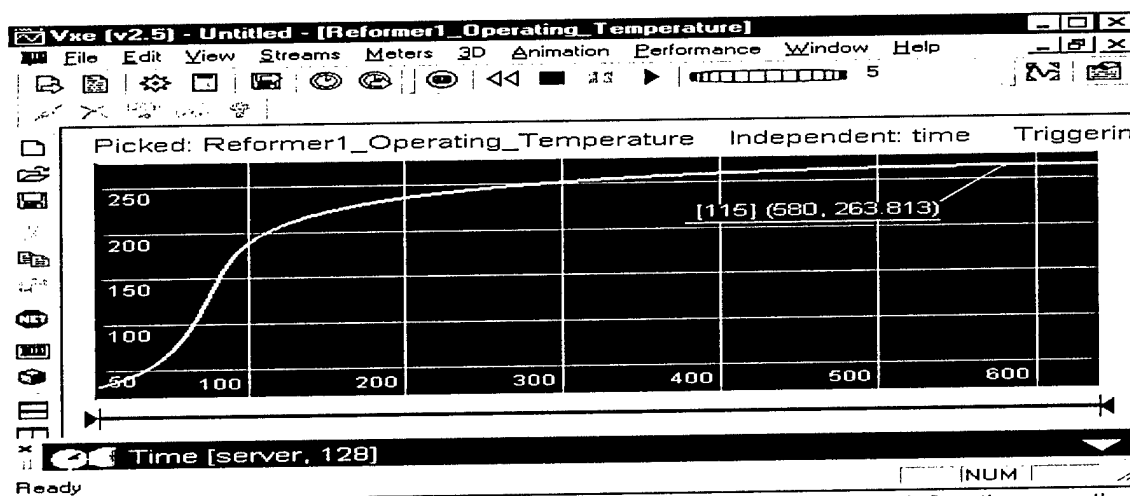 Vxe [v2.5] - Untitled - [Reformer1_Operating_Temperature]
File Edit View Streams Meters 3D Animation Performance Window Help
5
Picked: Reformer1_Operating_Temperature Independent: time Triggerin
250
[115] (580, 263.813)
200
150
NET
100
50 100 200 300 400 500 600
Time [server, 128]
NUM
Ready